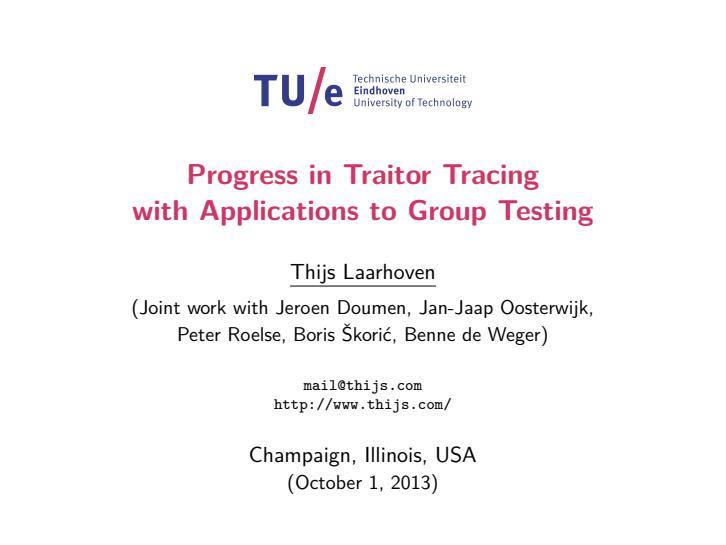 TU/e Technische Universiteit
Eindhoven
University of Technology
Progress in Traitor Tracing
with Applications to Group Testing
Thijs Laarhoven
(Joint work with Jeroen Doumen, Jan-Jaap Oosterwijk,
Peter Roelse, Boris Škorić, Benne de Weger)
mail@thijs.com
http://www.thijs.com/
Champaign, Illinois, USA
(October 1, 2013)